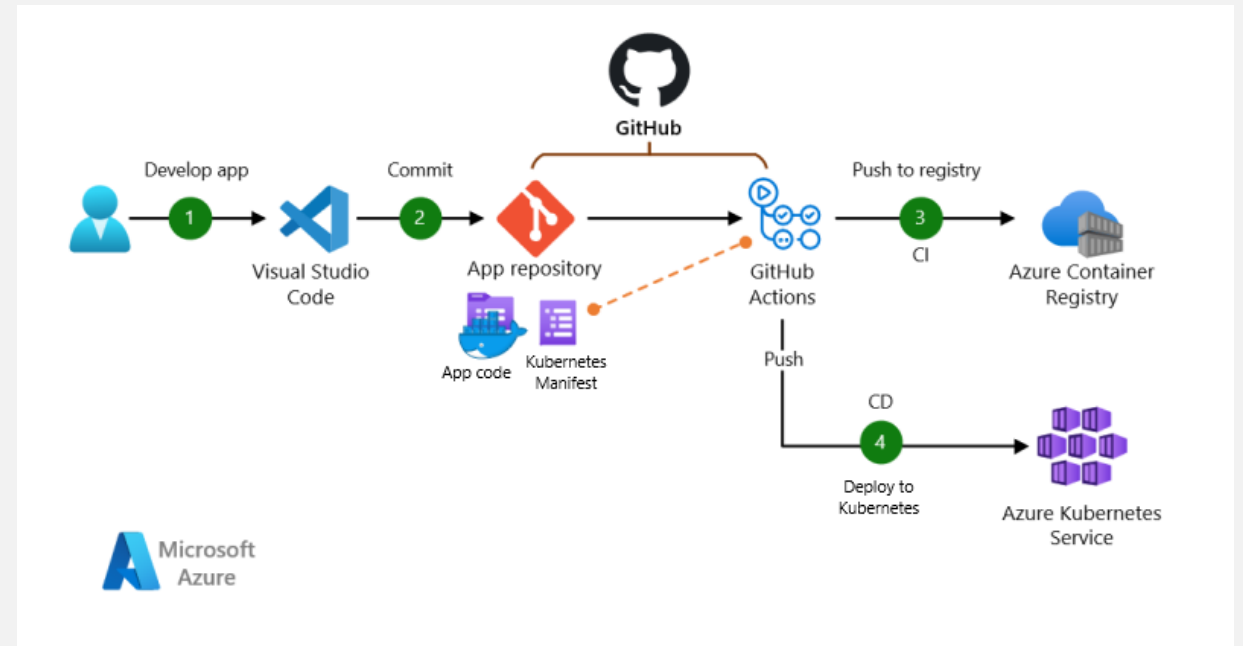 GitHub
Develop app
Commit
Push to registry
1
2
3
CI
Visual Studio
Code
App repository
GitHub
Actions
Azure Container
Registry
App code
Kubernetes
Manifest
Push
CD
4
Deploy to
Kubernetes
Azure Kubernetes
Service
Microsoft
Azure